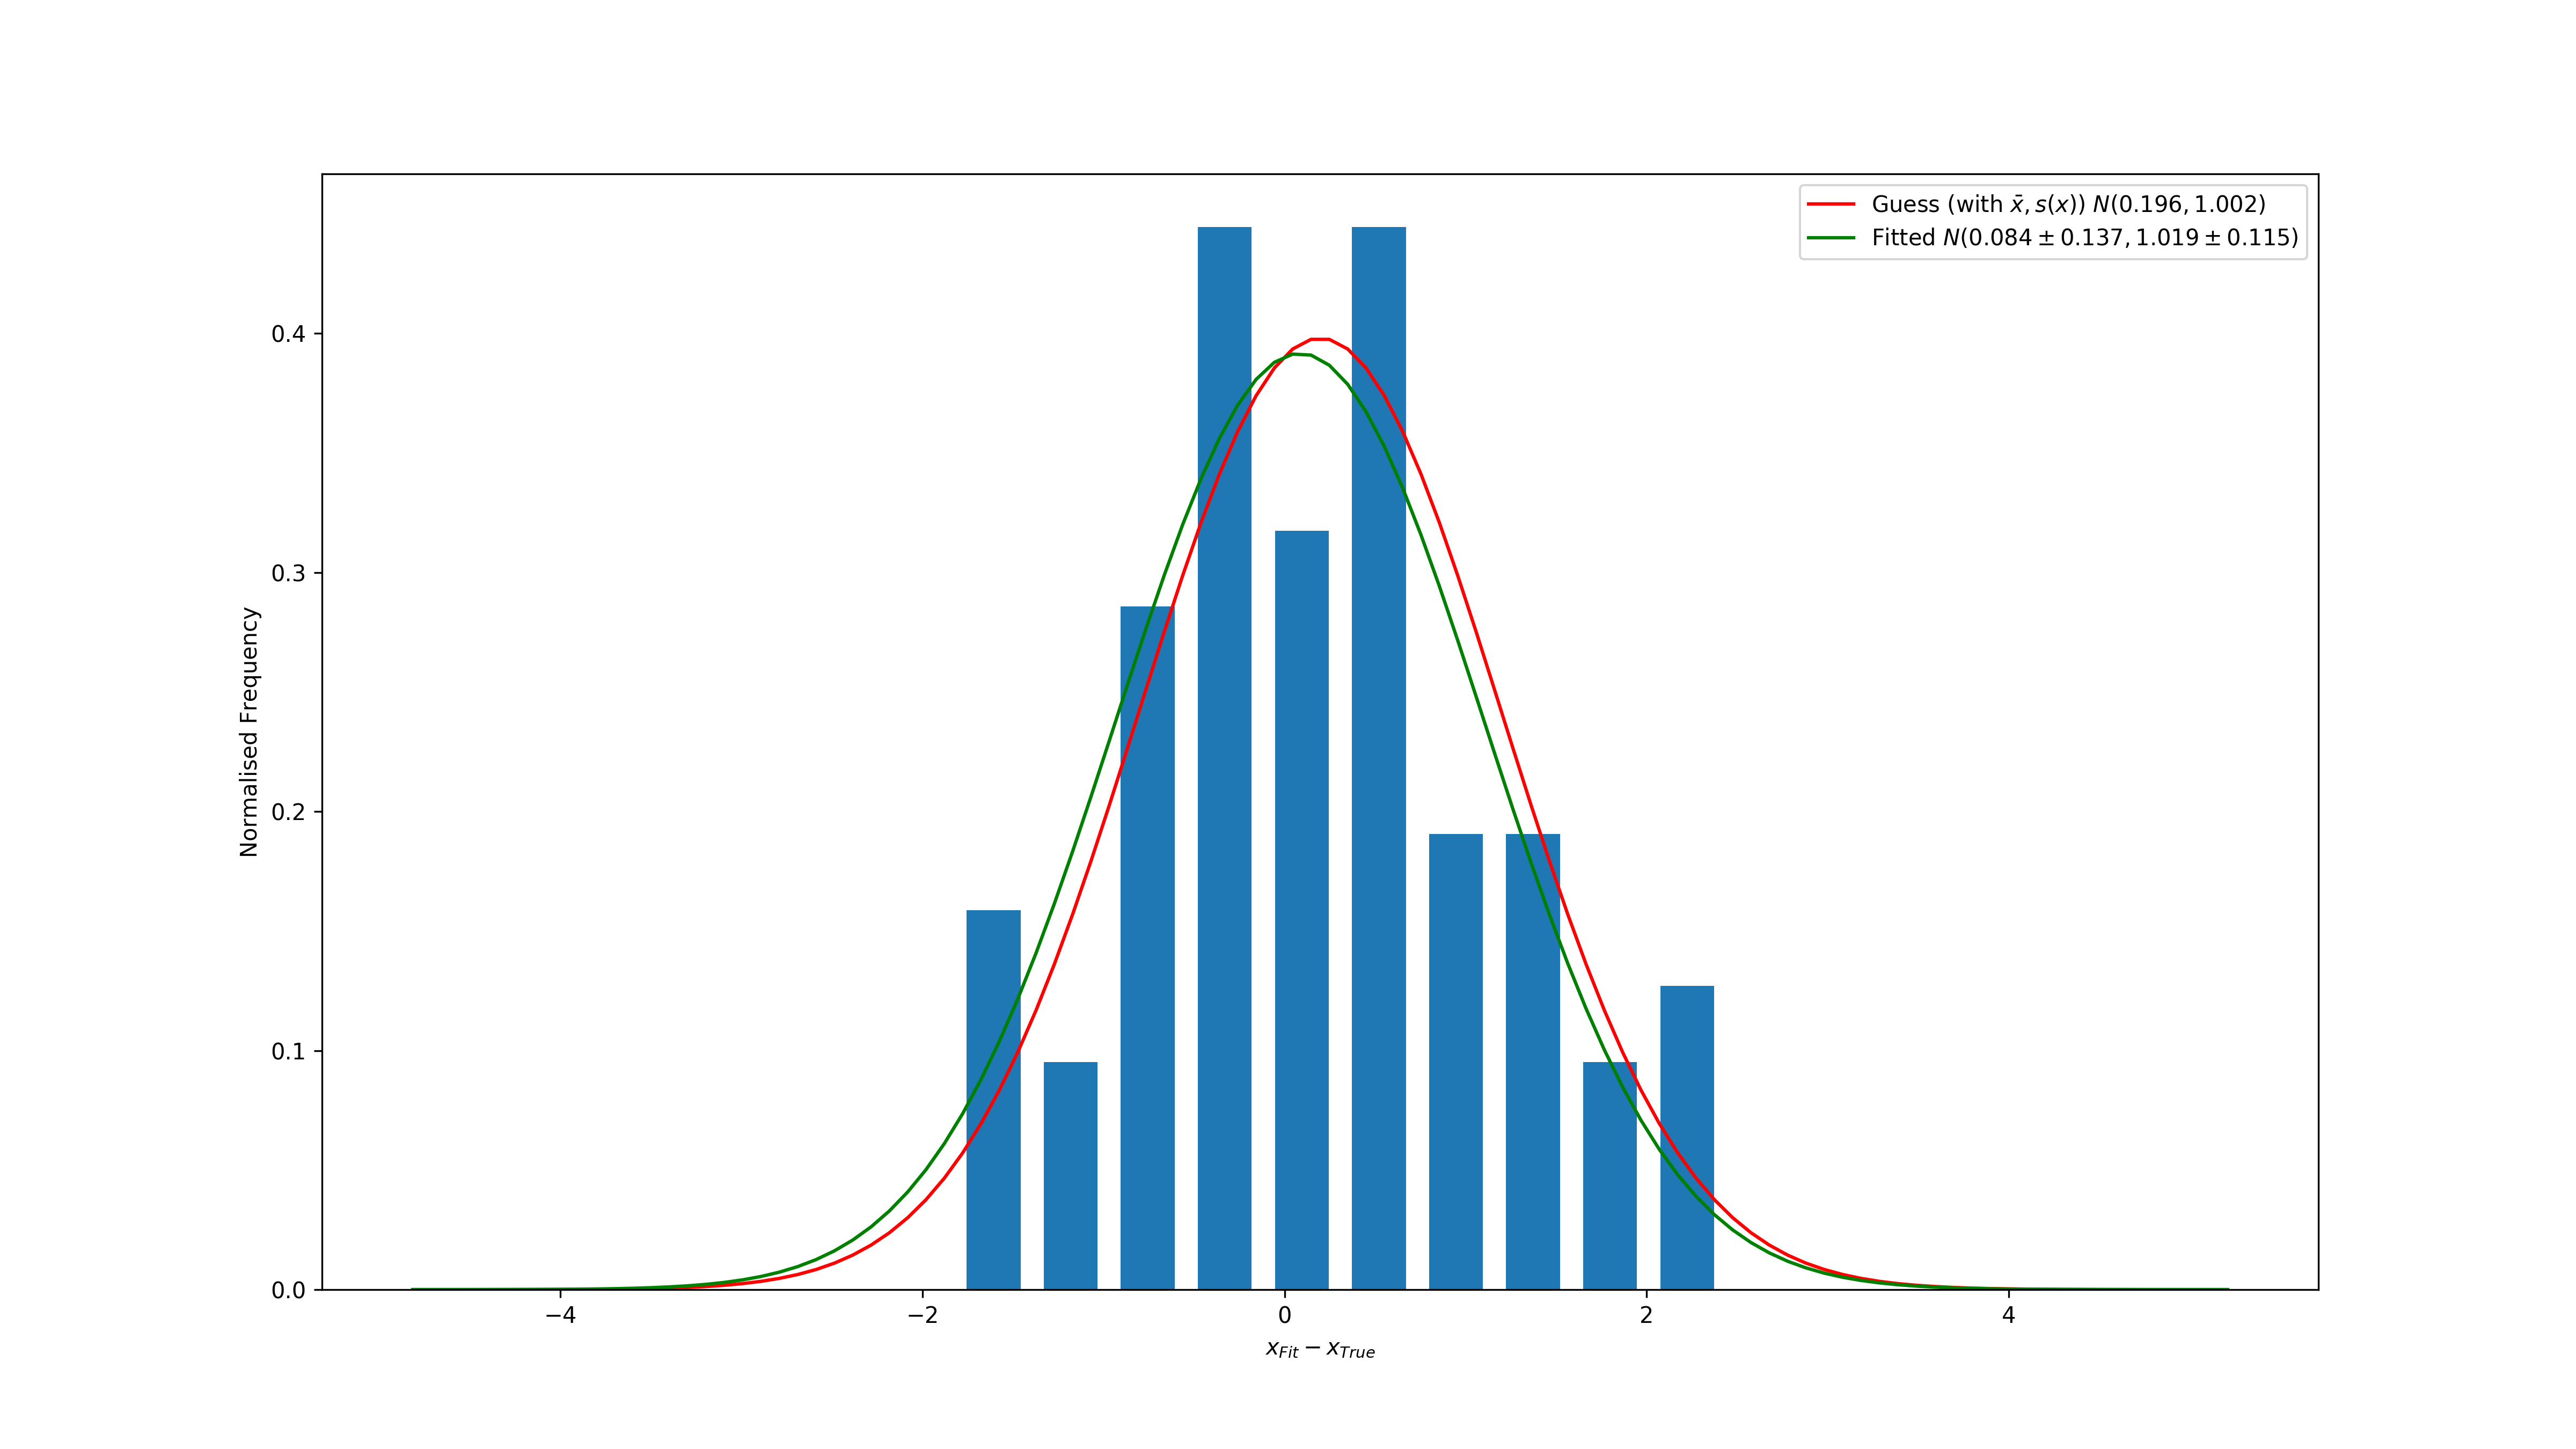 Guess (with x̄, s(x)) N(0.196, 1.002)
Fitted N(0.084 ± 0.137, 1.019 ± 0.115)
Normalised Frequency
0.4
0.3
0.2
0.1
0.0
−4 −2 0 2 4
x_Fit − x_True